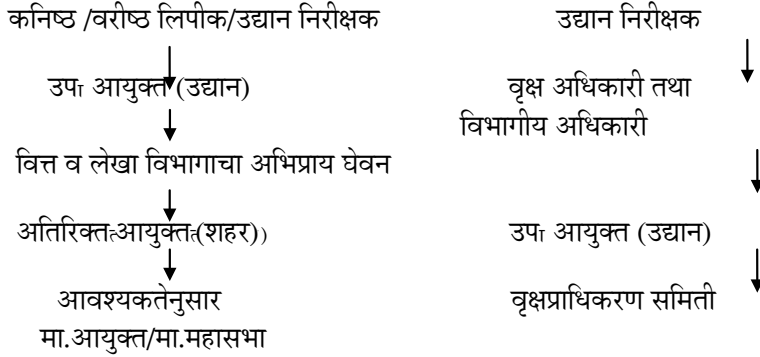 कनिष्ठ /वरीष्ठ लिपीक/उद्यान निरीक्षक
उपा आयुक्त (उद्यान)
वित्त व लेखा विभागाचा अभिप्राय घेवन
अतिरिक्त आयुक्त (शहर))
आवश्यकतेनुसार
मा.आयुक्त/मा.महासभा
उद्यान निरीक्षक
वृक्ष अधिकारी तथा
विभागीय अधिकारी
उपा आयुक्त (उद्यान)
वृक्षप्राधिकरण समिती